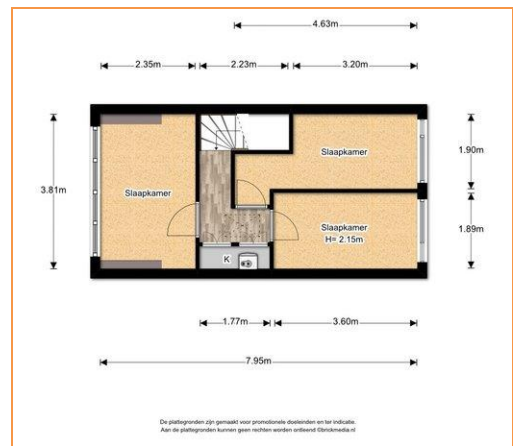 4.63m
2.35m
2.23m
3.20m
3.81m
1.90m
1.89m
Slaapkamer
Slaapkamer
Slaapkamer
H= 2.15m
K
1.77m
3.60m
7.95m
De plattegronden zijn gemaakt voor promotionele doeleinden en ter indicatie.
Aan de plattegronden kunnen geen rechten worden ontleend ©brickmedia.nl